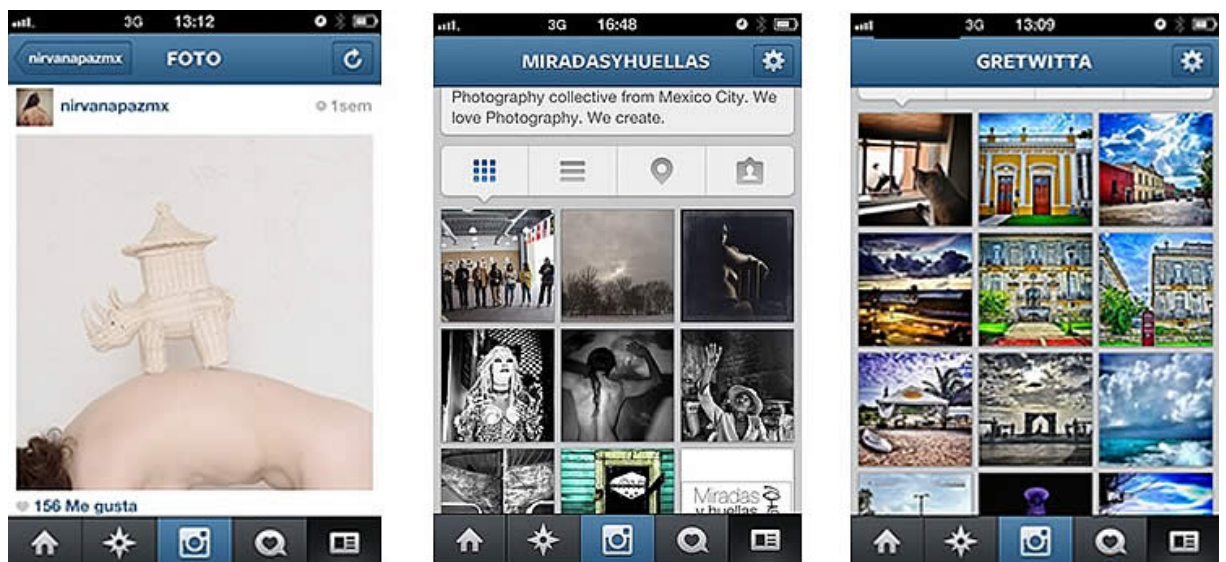 3G 13:12
nirvanapazmx FOTO
nirvanapazmx 1sem
156 Me gusta
3G 16:48
MIRADASYHUELLAS
Photography collective from Mexico City. We
love Photography. We create.
Miradas
y huellas
3G 13:09
GRETWITTA